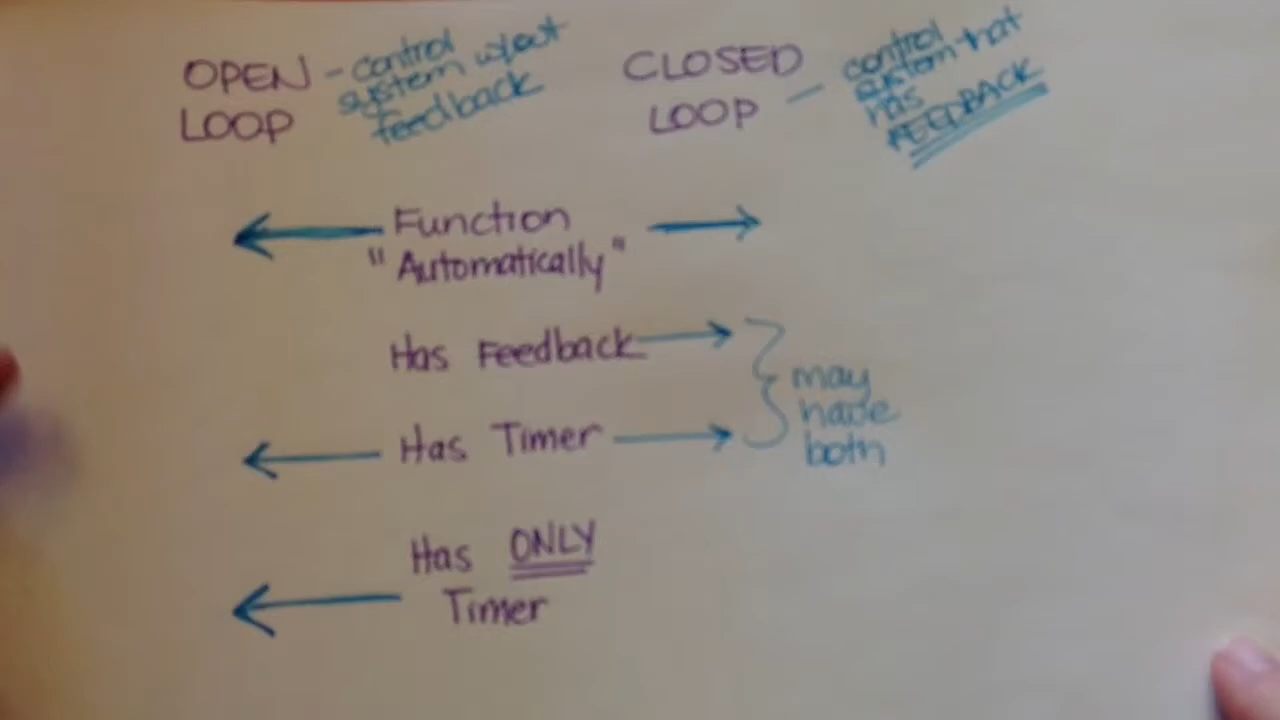 OPEN
LOOP
- control
system w/out
feedback
CLOSED
LOOP
- control
system that
has
FEEDBACK
Function
"Automatically"
Has Feedback
Has Timer
may
have
both
Has ONLY
Timer